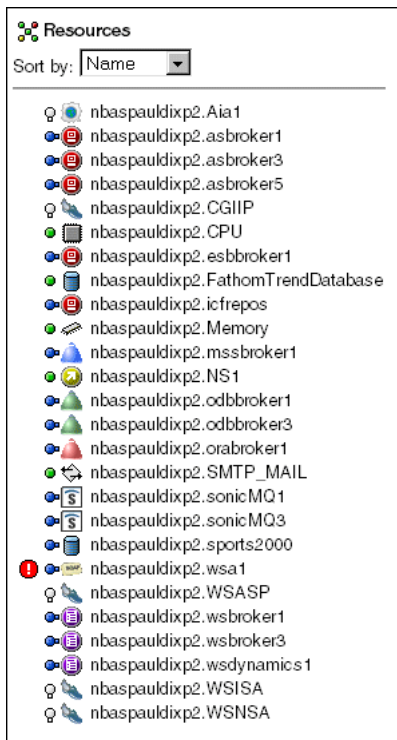 Resources
Sort by: Name
nbaspauldixp2.Aia1
nbaspauldixp2.asbroker1
nbaspauldixp2.asbroker3
nbaspauldixp2.asbroker5
nbaspauldixp2.CGIIP
nbaspauldixp2.CPU
nbaspauldixp2.esbbroker1
nbaspauldixp2.FathomTrendDatabase
nbaspauldixp2.icfrepos
nbaspauldixp2.Memory
nbaspauldixp2.mssbroker1
nbaspauldixp2.NS1
nbaspauldixp2.odbbroker1
nbaspauldixp2.odbbroker3
nbaspauldixp2.orabroker1
nbaspauldixp2.SMTP_MAIL
nbaspauldixp2.sonicMQ1
nbaspauldixp2.sonicMQ3
nbaspauldixp2.sports2000
nbaspauldixp2.wsa1
nbaspauldixp2.WSASP
nbaspauldixp2.wsbroker1
nbaspauldixp2.wsbroker3
nbaspauldixp2.wsdynamics1
nbaspauldixp2.WSISA
nbaspauldixp2.WSNSA